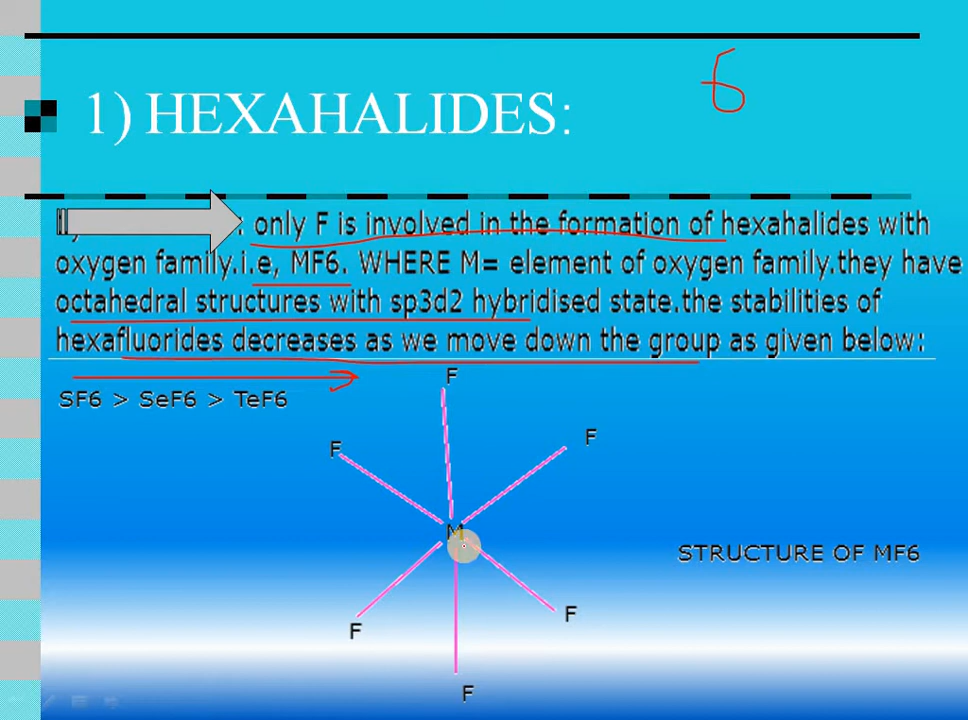 6
1) HEXAHALIDES:
: only F is involved in the formation of hexahalides with
oxygen family.i.e, MF6. WHERE M= element of oxygen family.they have
octahedral structures with sp3d2 hybridised state.the stabilities of
hexafluorides decreases as we move down the group as given below:
SF6 > SeF6 > TeF6
F
F
F
M
STRUCTURE OF MF6
F
F
F